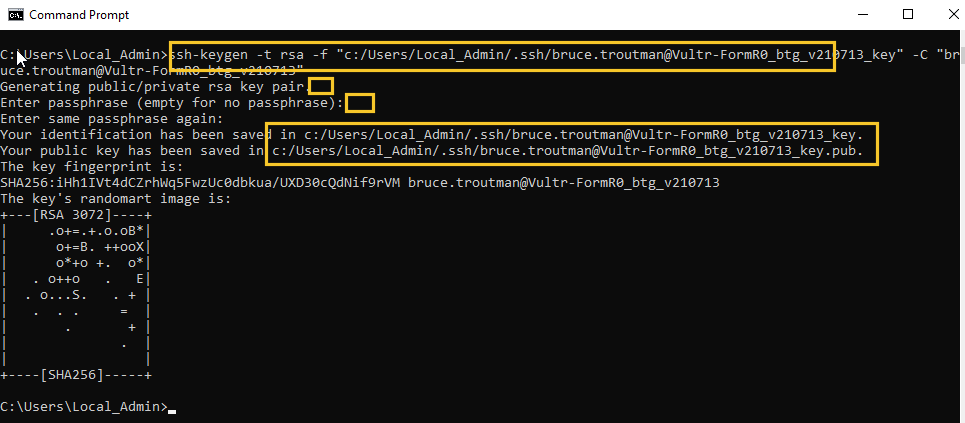 Command Prompt
C:\Users\Local_Admin>ssh-keygen -t rsa -f "c:/Users/Local_Admin/.ssh/bruce.troutman@Vultr-FormR0_btg_v210713_key" -C "br
uce.troutman@Vultr-FormR0_btg_v210713"
Generating public/private rsa key pair.
Enter passphrase (empty for no passphrase):
Enter same passphrase again:
Your identification has been saved in c:/Users/Local_Admin/.ssh/bruce.troutman@Vultr-FormR0_btg_v210713_key.
Your public key has been saved in c:/Users/Local_Admin/.ssh/bruce.troutman@Vultr-FormR0_btg_v210713_key.pub.
The key fingerprint is:
SHA256:iHh1IVt4dCZrhWq5FwzUc0dbkua/UXD30cQdNif9rVM bruce.troutman@Vultr-FormR0_btg_v210713
The key's randomart image is:
+---[RSA 3072]----+
|     .o+=.+.o.oB*|
|      o+=B. ++ooX|
|      o*+o +.  o*|
|   . o++o   .   E|
|  . o...S.   . + |
|   .  . .     =  |
|       .       + |
|              .  |
|                 |
+----[SHA256]-----+
C:\Users\Local_Admin>